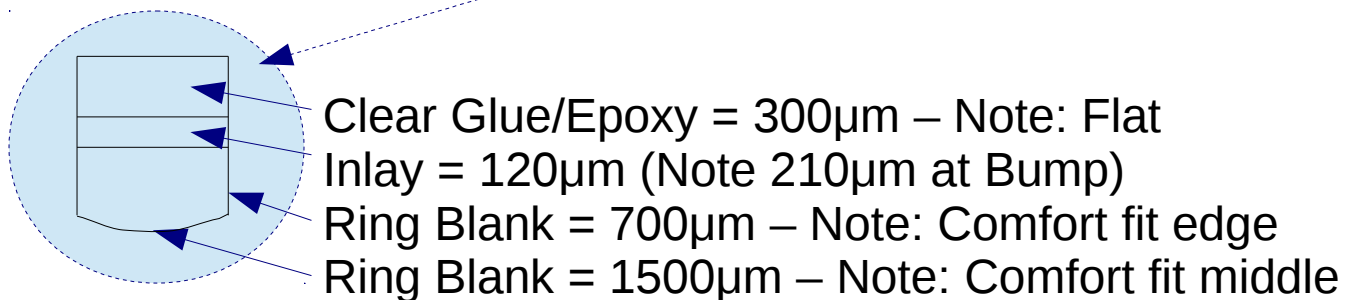 Clear Glue/Epoxy = 300μm – Note: Flat
Inlay = 120μm (Note 210μm at Bump)
Ring Blank = 700μm – Note: Comfort fit edge
Ring Blank = 1500μm – Note: Comfort fit middle